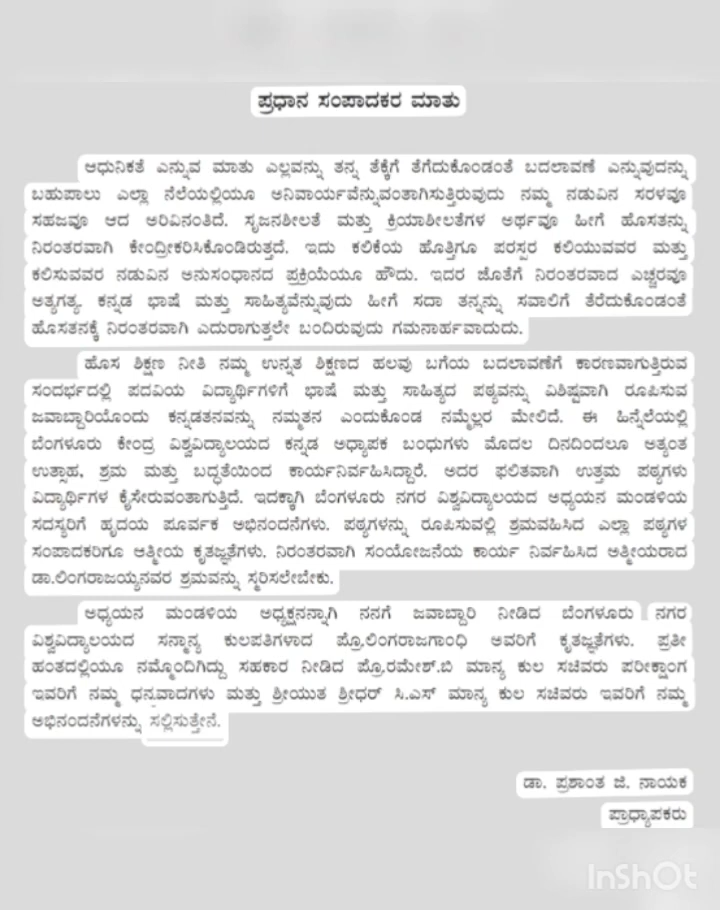 ಪ್ರಧಾನ ಸಂಪಾದಕರ ಮಾತು
ಆಧುನಿಕತೆ ಎನ್ನುವ ಮಾತು ಎಲ್ಲವನ್ನು ತನ್ನ ತೆಕ್ಕೆಗೆ ತೆಗೆದುಕೊಂಡಂತೆ ಬದಲಾವಣೆ ಎನ್ನುವುದನ್ನು
ಬಹುಪಾಲು ಎಲ್ಲಾ ನೆಲೆಯಲ್ಲಿಯೂ ಅನಿವಾರ್ಯವೆನ್ನುವಂತಾಗಿಸುತ್ತಿರುವುದು ನಮ್ಮ ನಡುವಿನ ಸರಳವೂ
ಸಹಜವೂ ಆದ ಅರಿವಿನಂತಿದೆ. ಸೃಜನಶೀಲತೆ ಮತ್ತು ಕ್ರಿಯಾಶೀಲತೆಗಳ ಅರ್ಥವೂ ಹೀಗೆ ಹೊಸತನ್ನು
ನಿರಂತರವಾಗಿ ಕೇಂದ್ರೀಕರಿಸಿಕೊಂಡಿರುತ್ತದೆ. ಇದು ಕಲಿಕೆಯ ಹೊತ್ತಿಗೂ ಪರಸ್ಪರ ಕಲಿಯುವವರ ಮತ್ತು
ಕಲಿಸುವವರ ನಡುವಿನ ಅನುಸಂಧಾನದ ಪ್ರಕ್ರಿಯೆಯೂ ಹೌದು. ಇದರ ಜೊತೆಗೆ ನಿರಂತರವಾದ ಎಚ್ಚರವೂ
ಅತ್ಯಗತ್ಯ. ಕನ್ನಡ ಭಾಷೆ ಮತ್ತು ಸಾಹಿತ್ಯವೆನ್ನುವುದು ಹೀಗೆ ಸದಾ ತನ್ನನ್ನು ಸವಾಲಿಗೆ ತೆರೆದುಕೊಂಡಂತೆ
ಹೊಸತನಕ್ಕೆ ನಿರಂತರವಾಗಿ ಎದುರಾಗುತ್ತಲೇ ಬಂದಿರುವುದು ಗಮನಾರ್ಹವಾದುದು.
ಹೊಸ ಶಿಕ್ಷಣ ನೀತಿ ನಮ್ಮ ಉನ್ನತ ಶಿಕ್ಷಣದ ಹಲವು ಬಗೆಯ ಬದಲಾವಣೆಗೆ ಕಾರಣವಾಗುತ್ತಿರುವ
ಸಂದರ್ಭದಲ್ಲಿ ಪದವಿಯ ವಿದ್ಯಾರ್ಥಿಗಳಿಗೆ ಭಾಷೆ ಮತ್ತು ಸಾಹಿತ್ಯದ ಪಠ್ಯವನ್ನು ವಿಶಿಷ್ಟವಾಗಿ ರೂಪಿಸುವ
ಜವಾಬ್ದಾರಿಯೊಂದು ಕನ್ನಡತನವನ್ನು ನಮ್ಮತನ ಎಂದುಕೊಂಡ ನಮ್ಮೆಲ್ಲರ ಮೇಲಿದೆ. ಈ ಹಿನ್ನೆಲೆಯಲ್ಲಿ
ಬೆಂಗಳೂರು ಕೇಂದ್ರ ವಿಶ್ವವಿದ್ಯಾಲಯದ ಕನ್ನಡ ಅಧ್ಯಾಪಕ ಬಂಧುಗಳು ಮೊದಲ ದಿನದಿಂದಲೂ ಅತ್ಯಂತ
ಉತ್ಸಾಹ, ಶ್ರಮ ಮತ್ತು ಬದ್ಧತೆಯಿಂದ ಕಾರ್ಯನಿರ್ವಹಿಸಿದ್ದಾರೆ. ಅದರ ಫಲಿತವಾಗಿ ಉತ್ತಮ ಪಠ್ಯಗಳು
ವಿದ್ಯಾರ್ಥಿಗಳ ಕೈಸೇರುವಂತಾಗುತ್ತಿದೆ. ಇದಕ್ಕಾಗಿ ಬೆಂಗಳೂರು ನಗರ ವಿಶ್ವವಿದ್ಯಾಲಯದ ಅಧ್ಯಯನ ಮಂಡಳಿಯ
ಸದಸ್ಯರಿಗೆ ಹೃದಯ ಪೂರ್ವಕ ಅಭಿನಂದನೆಗಳು. ಪಠ್ಯಗಳನ್ನು ರೂಪಿಸುವಲ್ಲಿ ಶ್ರಮವಹಿಸಿದ ಎಲ್ಲಾ ಪಠ್ಯಗಳ
ಸಂಪಾದಕರಿಗೂ ಆತ್ಮೀಯ ಕೃತಜ್ಞತೆಗಳು. ನಿರಂತರವಾಗಿ ಸಂಯೋಜನೆಯ ಕಾರ್ಯ ನಿರ್ವಹಿಸಿದ ಆತ್ಮೀಯರಾದ
ಡಾ.ಲಿಂಗರಾಜಯ್ಯನವರ ಶ್ರಮವನ್ನು ಸ್ಮರಿಸಲೇಬೇಕು.
ಅಧ್ಯಯನ ಮಂಡಳಿಯ ಅಧ್ಯಕ್ಷನನ್ನಾಗಿ ನನಗೆ ಜವಾಬ್ದಾರಿ ನೀಡಿದ ಬೆಂಗಳೂರು ನಗರ
ವಿಶ್ವವಿದ್ಯಾಲಯದ ಸನ್ಮಾನ್ಯ ಕುಲಪತಿಗಳಾದ ಪ್ರೊ.ಲಿಂಗರಾಜಗಾಂಧಿ ಅವರಿಗೆ ಕೃತಜ್ಞತೆಗಳು. ಪ್ರತೀ
ಹಂತದಲ್ಲಿಯೂ ನಮ್ಮೊಂದಿಗಿದ್ದು ಸಹಕಾರ ನೀಡಿದ ಪ್ರೊ.ರಮೇಶ್.ಬಿ ಮಾನ್ಯ ಕುಲ ಸಚಿವರು ಪರೀಕ್ಷಾಂಗ
ಇವರಿಗೆ ನಮ್ಮ ಧನ್ಯವಾದಗಳು ಮತ್ತು ಶ್ರೀಯುತ ಶ್ರೀಧರ್ ಸಿ.ಎಸ್ ಮಾನ್ಯ ಕುಲ ಸಚಿವರು ಇವರಿಗೆ ನಮ್ಮ
ಅಭಿನಂದನೆಗಳನ್ನು ಸಲ್ಲಿಸುತ್ತೇನೆ.
ಡಾ. ಪ್ರಶಾಂತ ಜಿ. ನಾಯಕ
ಪ್ರಾಧ್ಯಾಪಕರು
InShOt